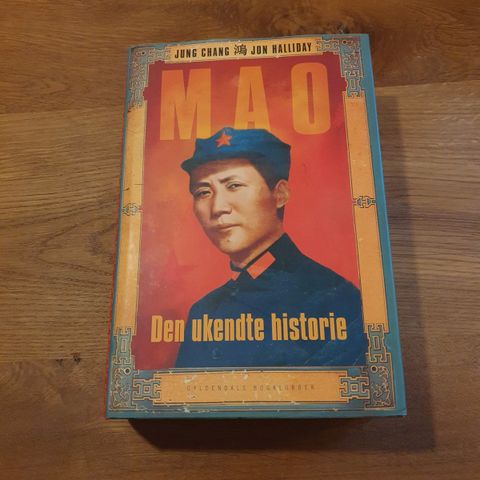 JUNG CHANG 鴻 JON HALLIDAY
MAO
Den ukendte historie
GYLDENDALS BOGKLUBBER